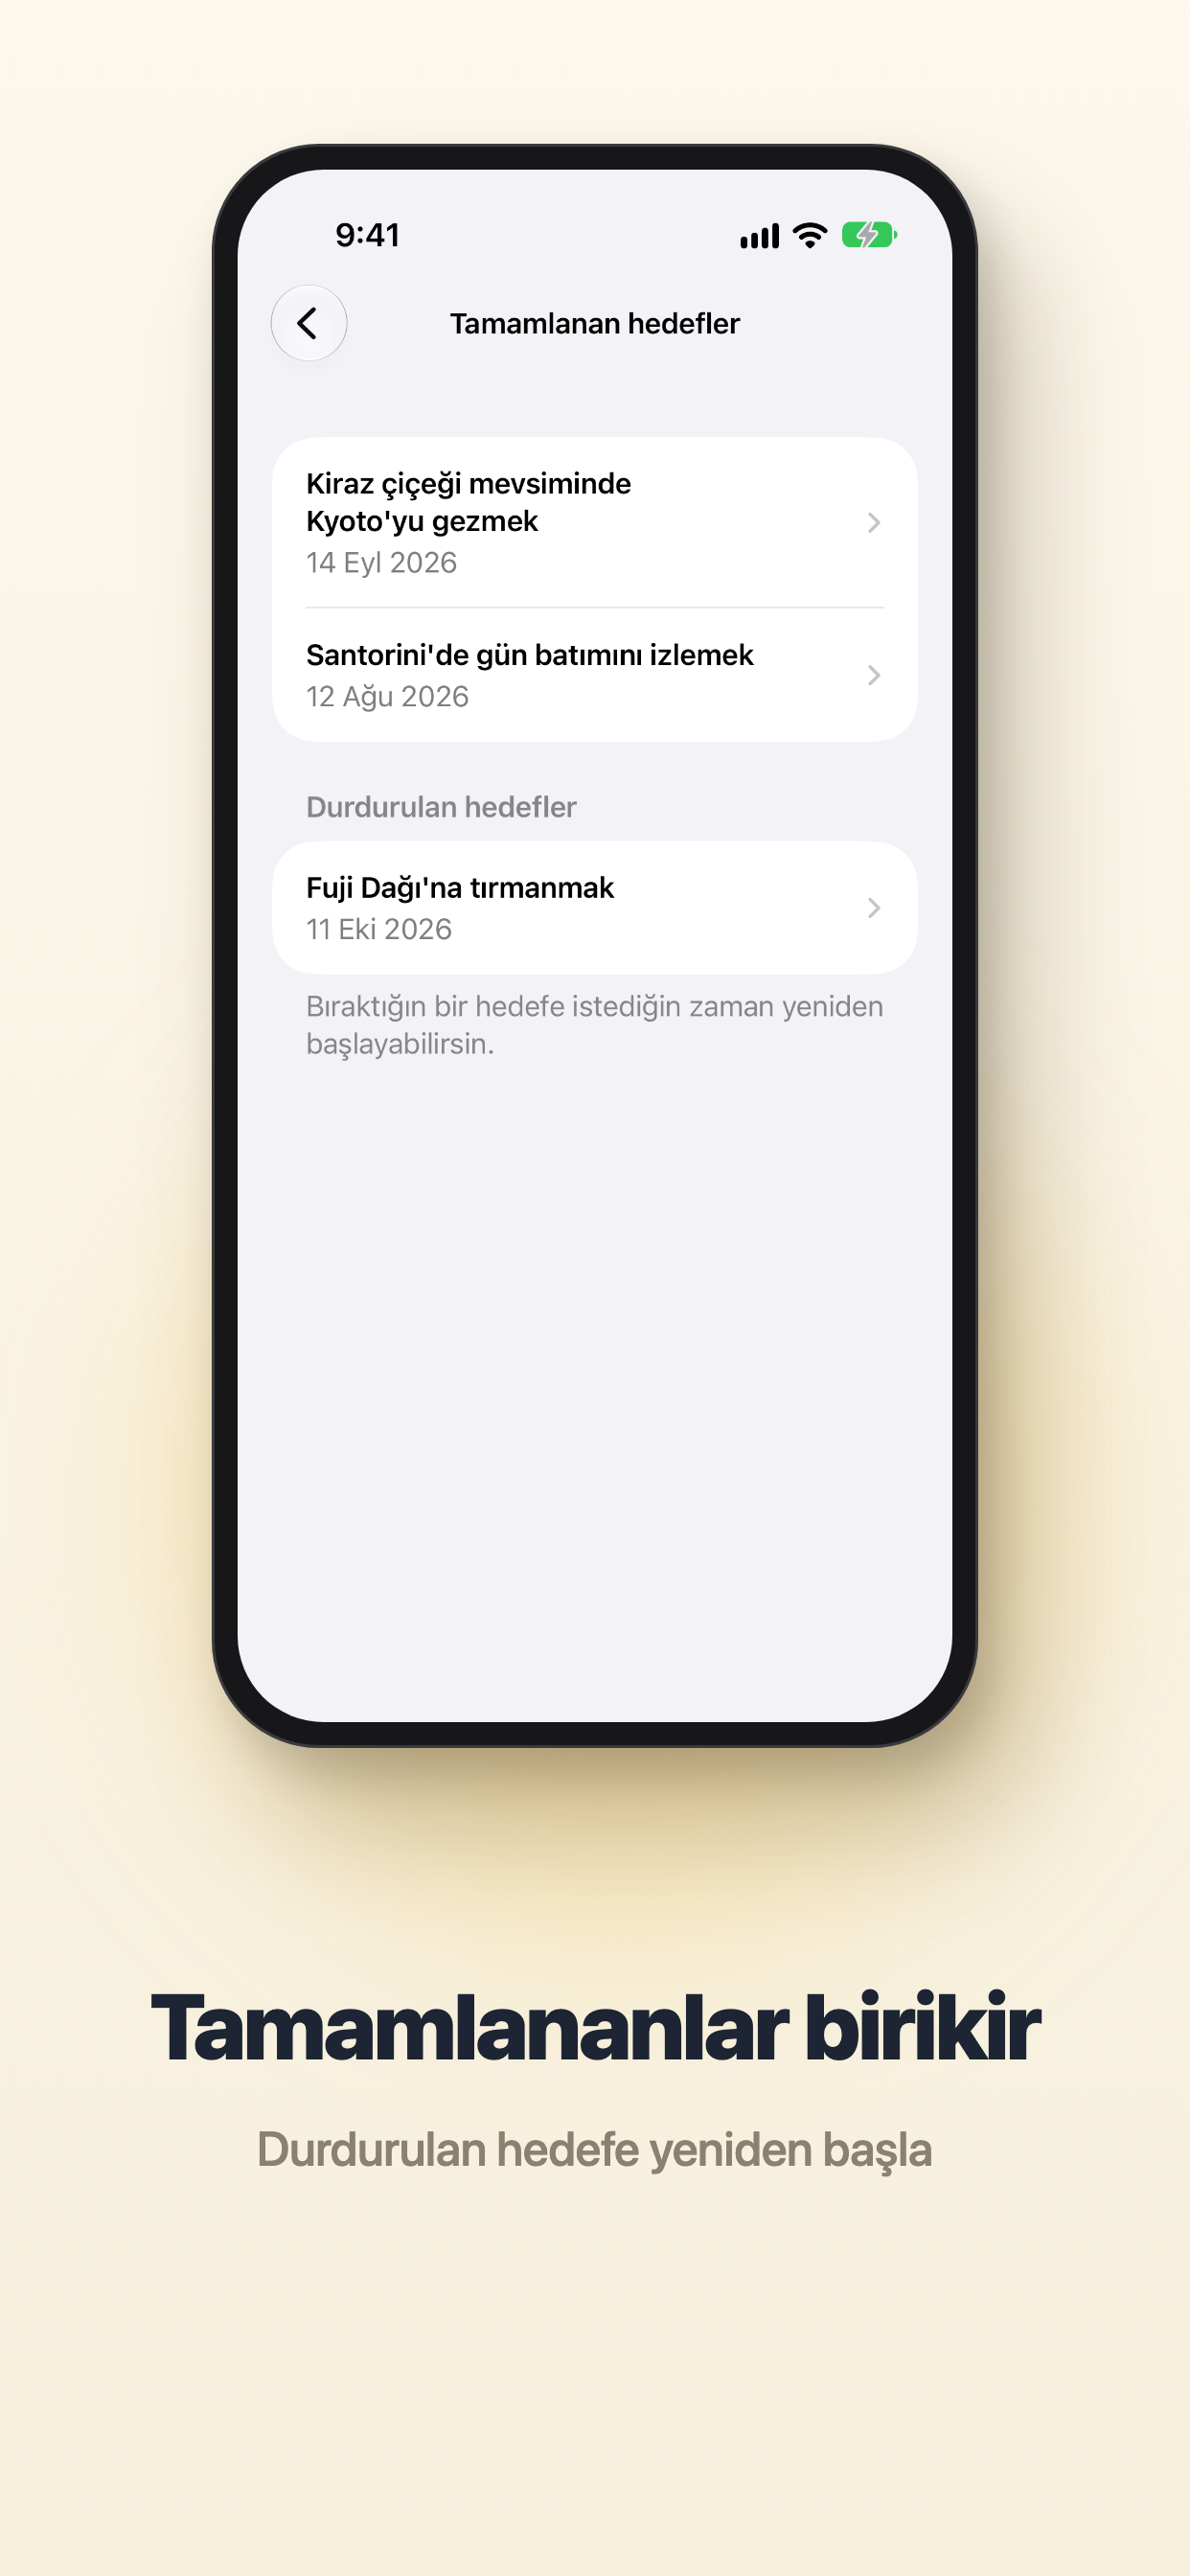 9:41
Tamamlanan hedefler
Kiraz çiçeği mevsiminde
Kyoto'yu gezmek
14 Eyl 2026
Santorini'de gün batımını izlemek
12 Ağu 2026
Durdurulan hedefler
Fuji Dağı'na tırmanmak
11 Eki 2026
Bıraktığın bir hedefe istediğin zaman yeniden
başlayabilirsin.
Tamamlananlar birikir
Durdurulan hedefe yeniden başla